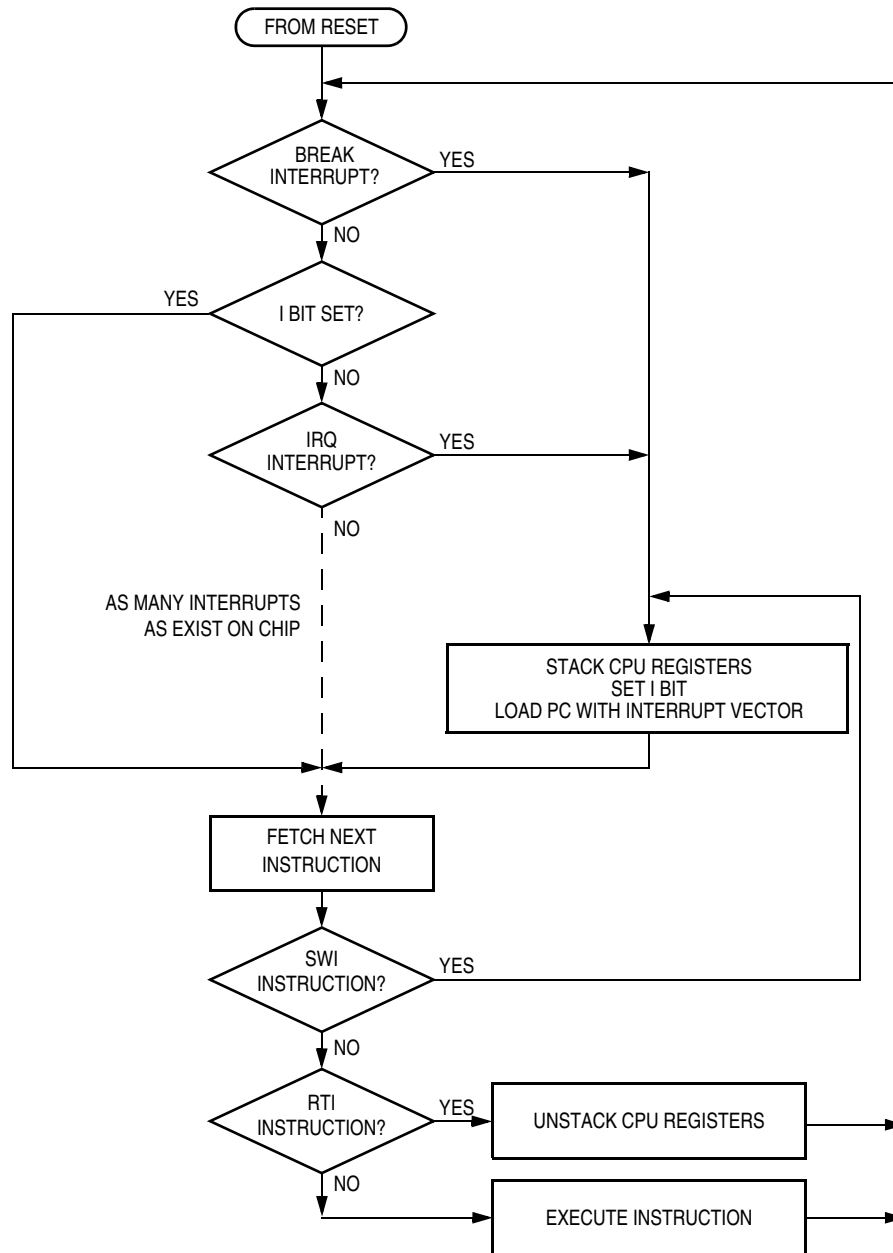 FROM RESET
BREAK
INTERRUPT?
YES
NO
YES
I BIT SET?
NO
IRQ
INTERRUPT?
YES
NO
AS MANY INTERRUPTS
AS EXIST ON CHIP
STACK CPU REGISTERS
SET I BIT
LOAD PC WITH INTERRUPT VECTOR
FETCH NEXT
INSTRUCTION
SWI
INSTRUCTION?
YES
NO
RTI
INSTRUCTION?
YES
UNSTACK CPU REGISTERS
NO
EXECUTE INSTRUCTION